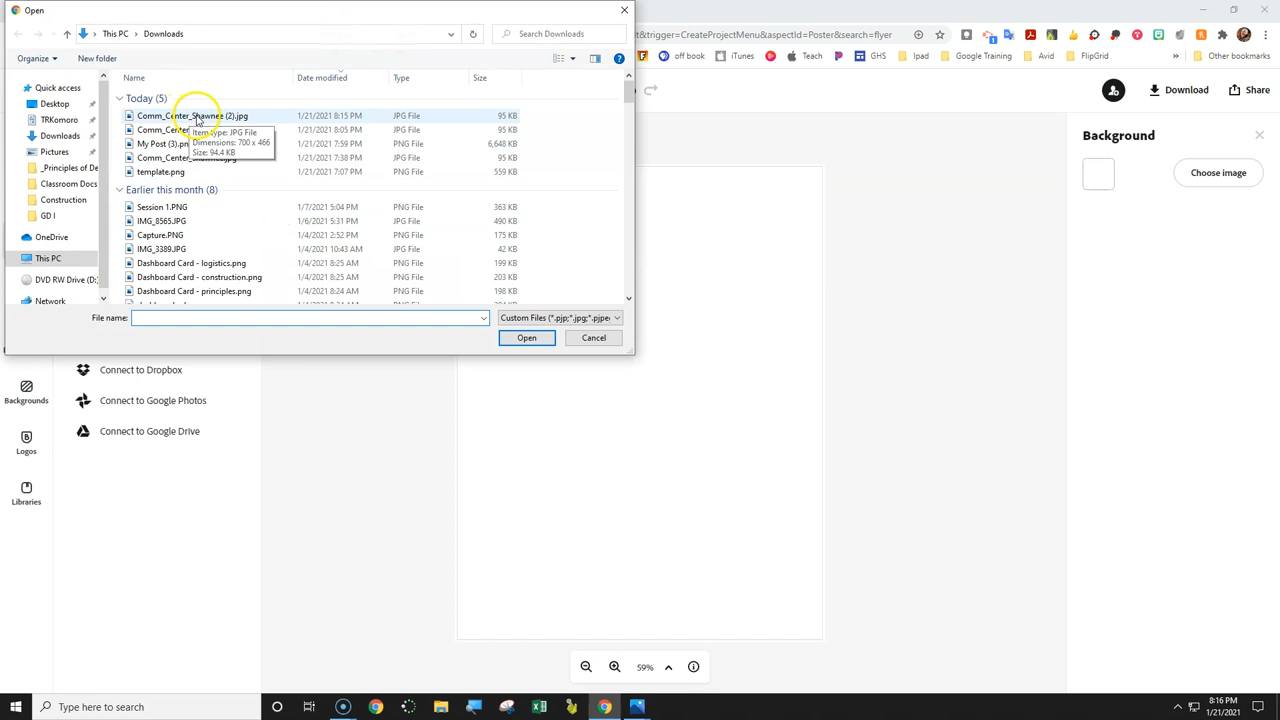 Open
This PC > Downloads
Search Downloads
t&trigger=CreateProjectMenu&aspectId=Poster&search=flyer
Organize
New folder
off book
iTunes
Teach
GHS
Ipad
Google Training
Avid
FlipGrid
Other bookmarks
Name
Date modified
Type
Size
Quick access
Desktop
TRKomoro
Downloads
Pictures
_Principles of De
Classroom Docs
Construction
GD I
OneDrive
This PC
DVD RW Drive (D:)
Network
Today (5)
Comm_Center_Shawnee (2).jpg 1/21/2021 8:15 PM JPG File 95 KB
Comm_Center 1/21/2021 8:05 PM JPG File 95 KB
My Post (3).pn 1/21/2021 7:59 PM PNG File 6,648 KB
Comm_Center_Shawnee.jpg 1/21/2021 7:38 PM JPG File 95 KB
template.png 1/21/2021 7:07 PM PNG File 559 KB
Item type: JPG File
Dimensions: 700 x 466
Size: 94.4 KB
Earlier this month (8)
Session 1.PNG 1/7/2021 5:04 PM PNG File 363 KB
IMG_8565.JPG 1/6/2021 5:31 PM JPG File 490 KB
Capture.PNG 1/4/2021 2:52 PM PNG File 175 KB
IMG_3389.JPG 1/4/2021 10:43 AM JPG File 42 KB
Dashboard Card - logistics.png 1/4/2021 8:25 AM PNG File 199 KB
Dashboard Card - construction.png 1/4/2021 8:25 AM PNG File 203 KB
Dashboard Card - principles.png 1/4/2021 8:24 AM PNG File 198 KB
File name:
Custom Files (*.pjp;*.jpg;*.pjpe
Open
Cancel
Download
Share
Background
Choose image
Connect to Dropbox
Connect to Google Photos
Connect to Google Drive
Backgrounds
Logos
Libraries
59%
Type here to search
8:16 PM
1/21/2021